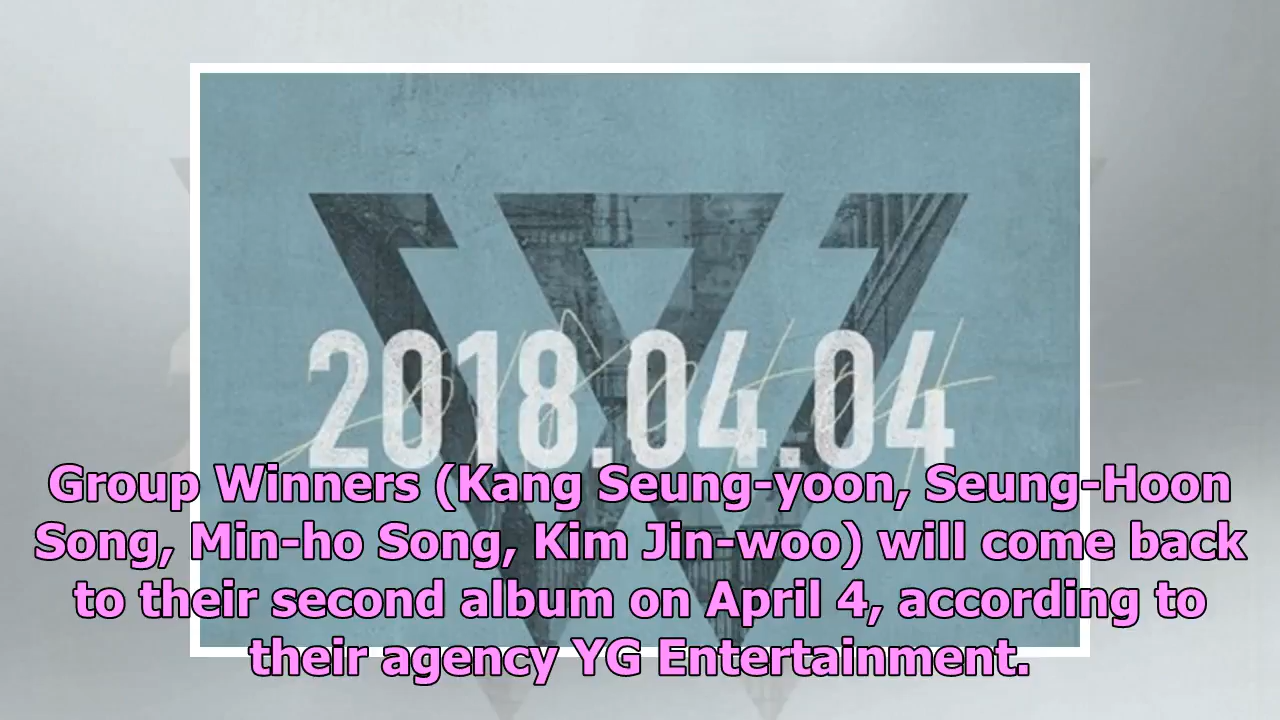 2018.04.04
Group Winners (Kang Seung-yoon, Seung-Hoon
Song, Min-ho Song, Kim Jin-woo) will come back
to their second album on April 4, according to
their agency YG Entertainment.